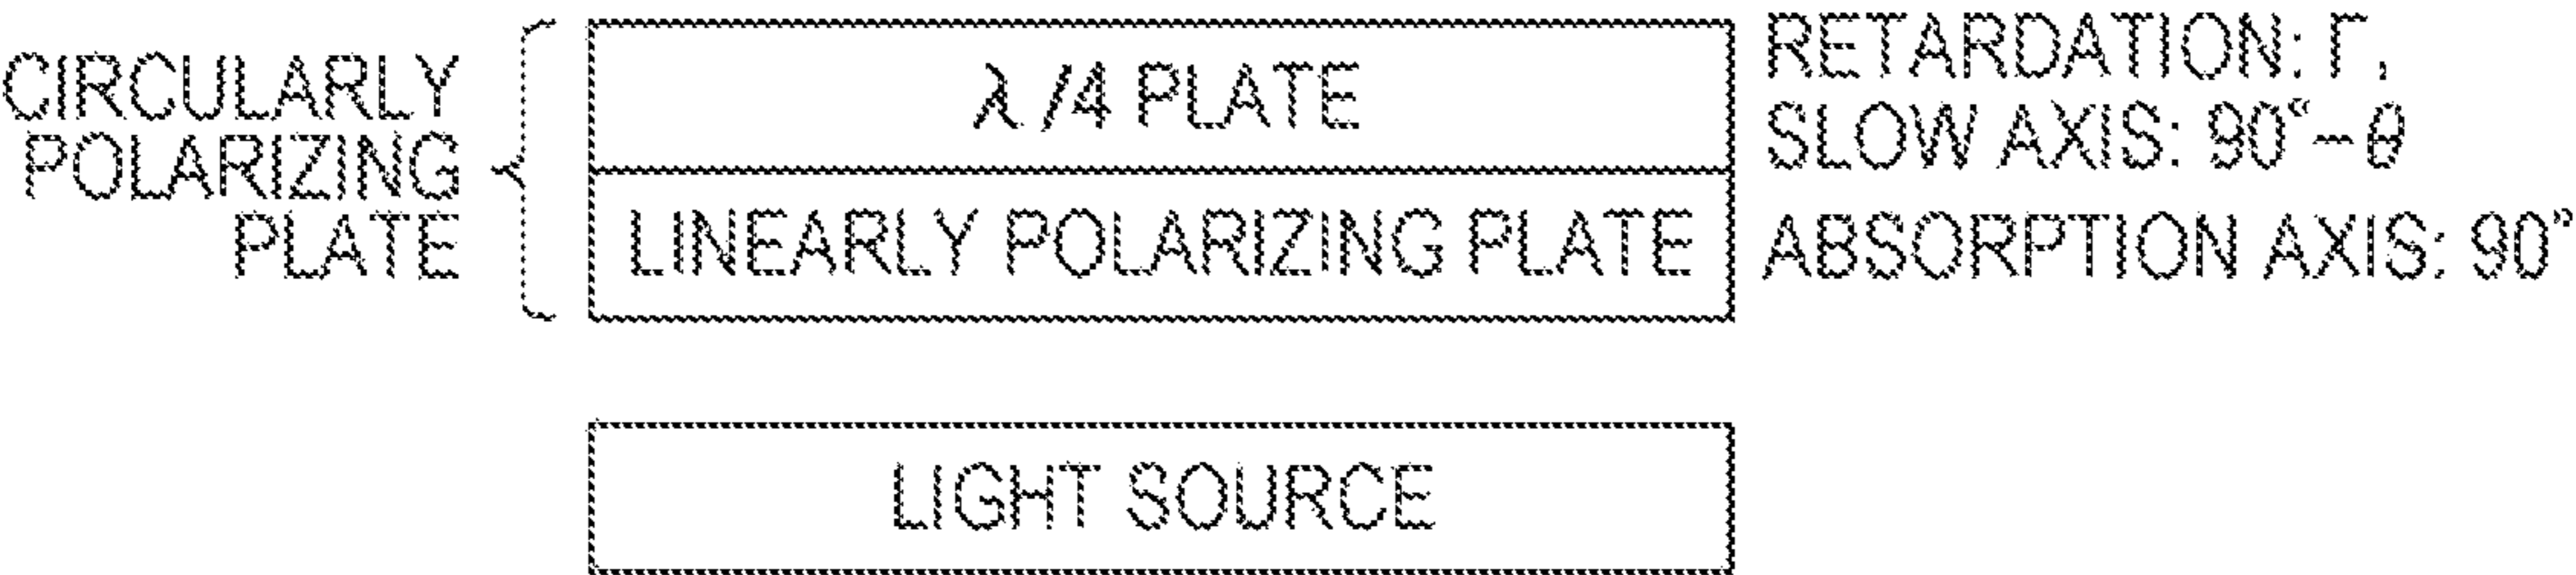 CIRCULARLY
POLARIZING
PLATE
λ/4 PLATE
RETARDATION: Γ,
SLOW AXIS: 90°-θ
LINEARLY POLARIZING PLATE
ABSORPTION AXIS: 90°
LIGHT SOURCE